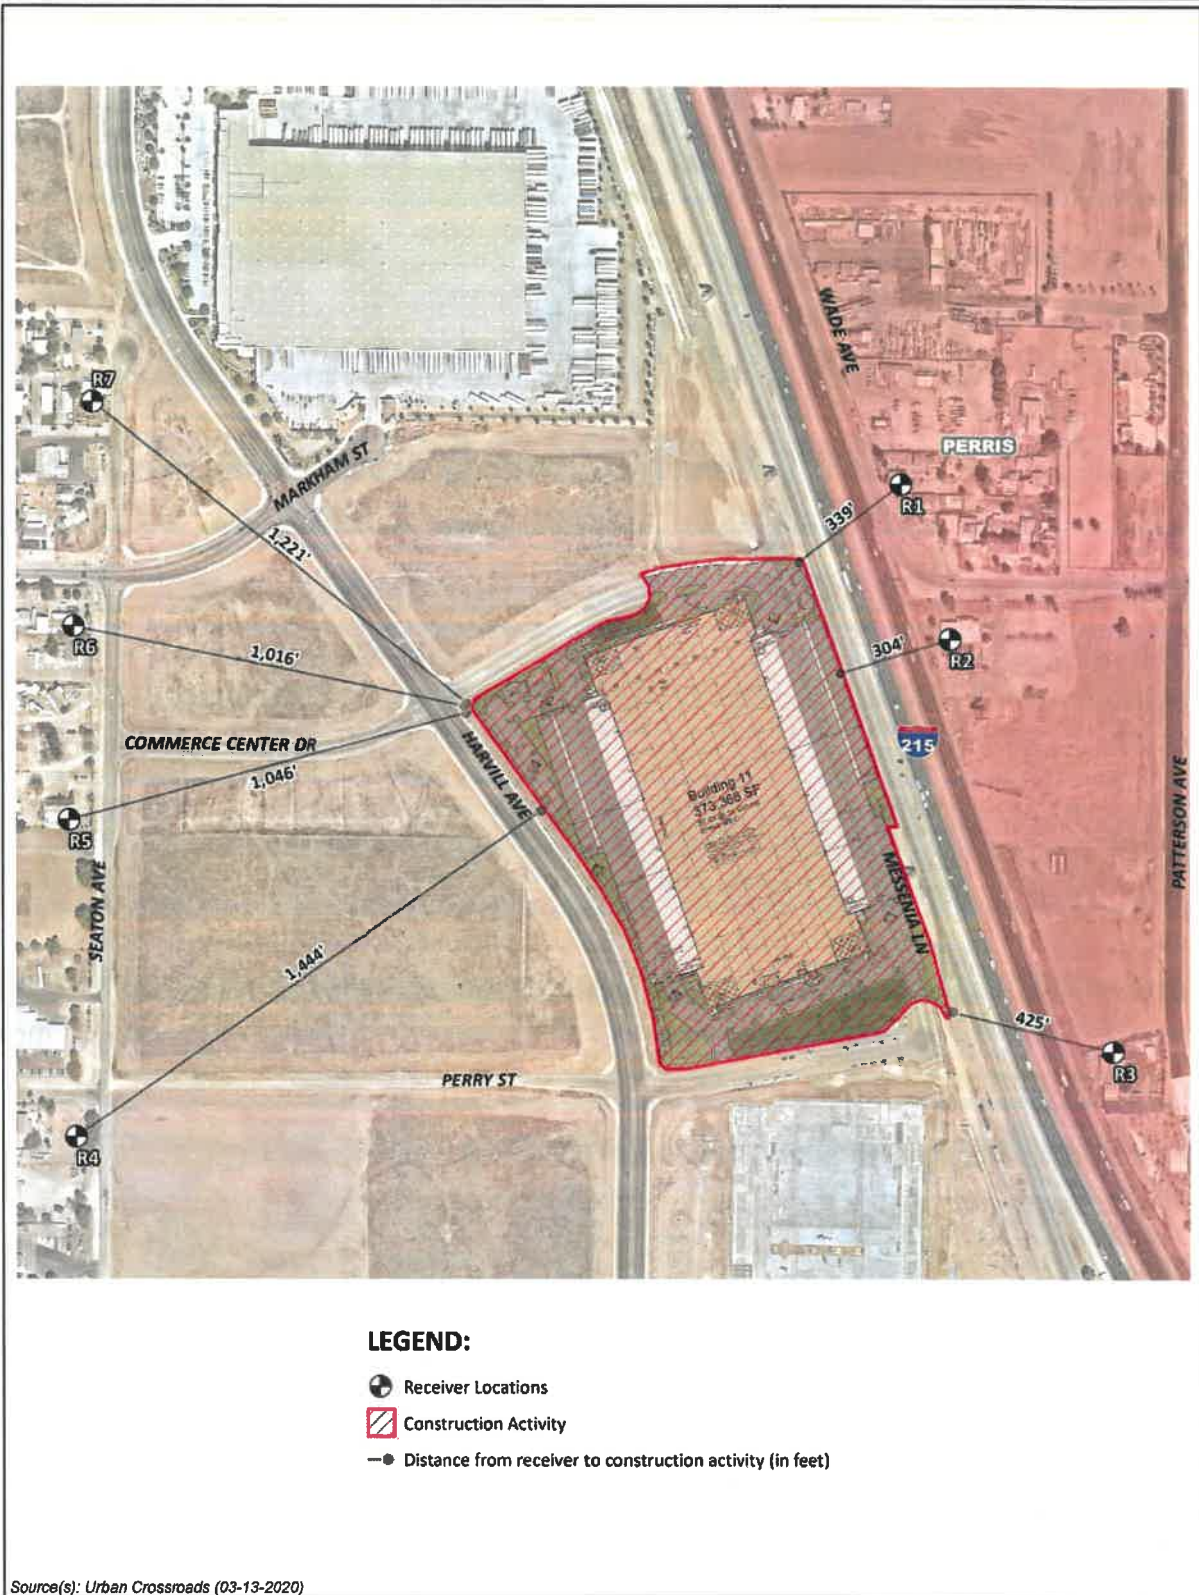 R7
MARKHAM ST
1,221'
WADE AVE
PERRIS
R1
339'
R6
1,016'
304'
R2
215
COMMERCE CENTER DR
1,046'
HARVILL AVE
Building 11
373,368 SF
R5
SEATON AVE
MESSENIA LN
PATTERSON AVE
1,444'
425'
R3
PERRY ST
R4
LEGEND:
Receiver Locations
Construction Activity
Distance from receiver to construction activity (in feet)
Source(s): Urban Crossroads (03-13-2020)